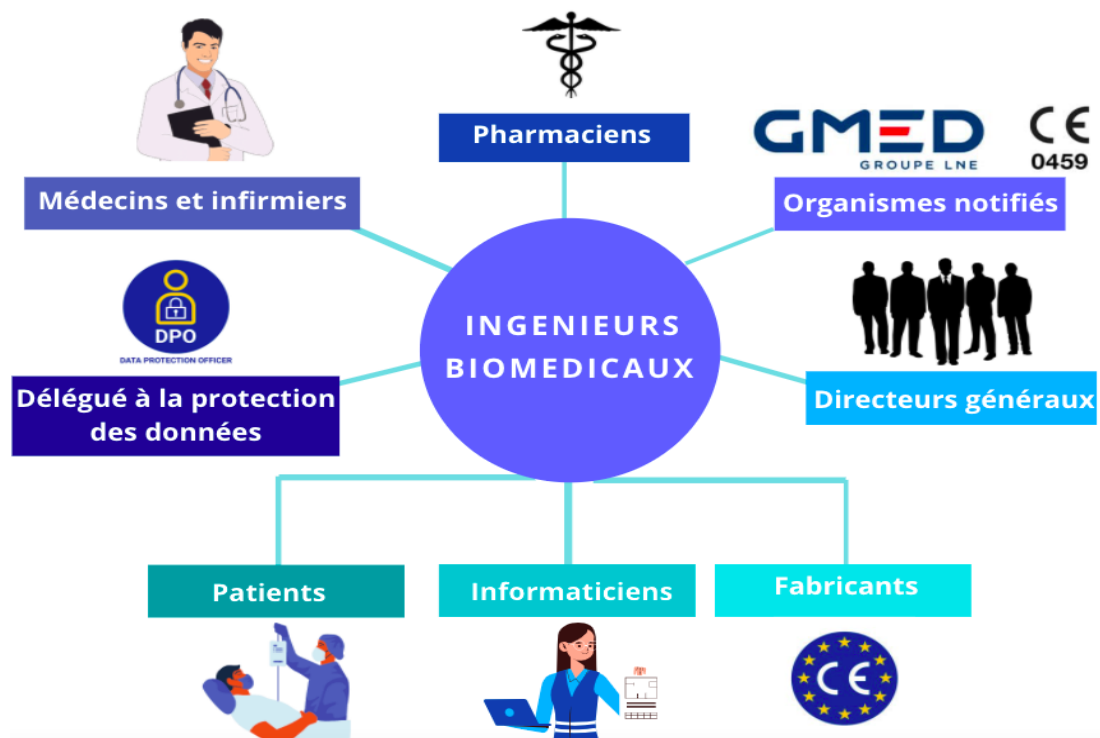 Pharmaciens
GMED
GROUPE LNE
CE
0459
Médecins et infirmiers
Organismes notifiés
INGENIEURS
BIOMEDICAUX
DPO
DATA PROTECTION OFFICER
Délégué à la protection
des données
Directeurs généraux
Patients
Informaticiens
Fabricants
CE